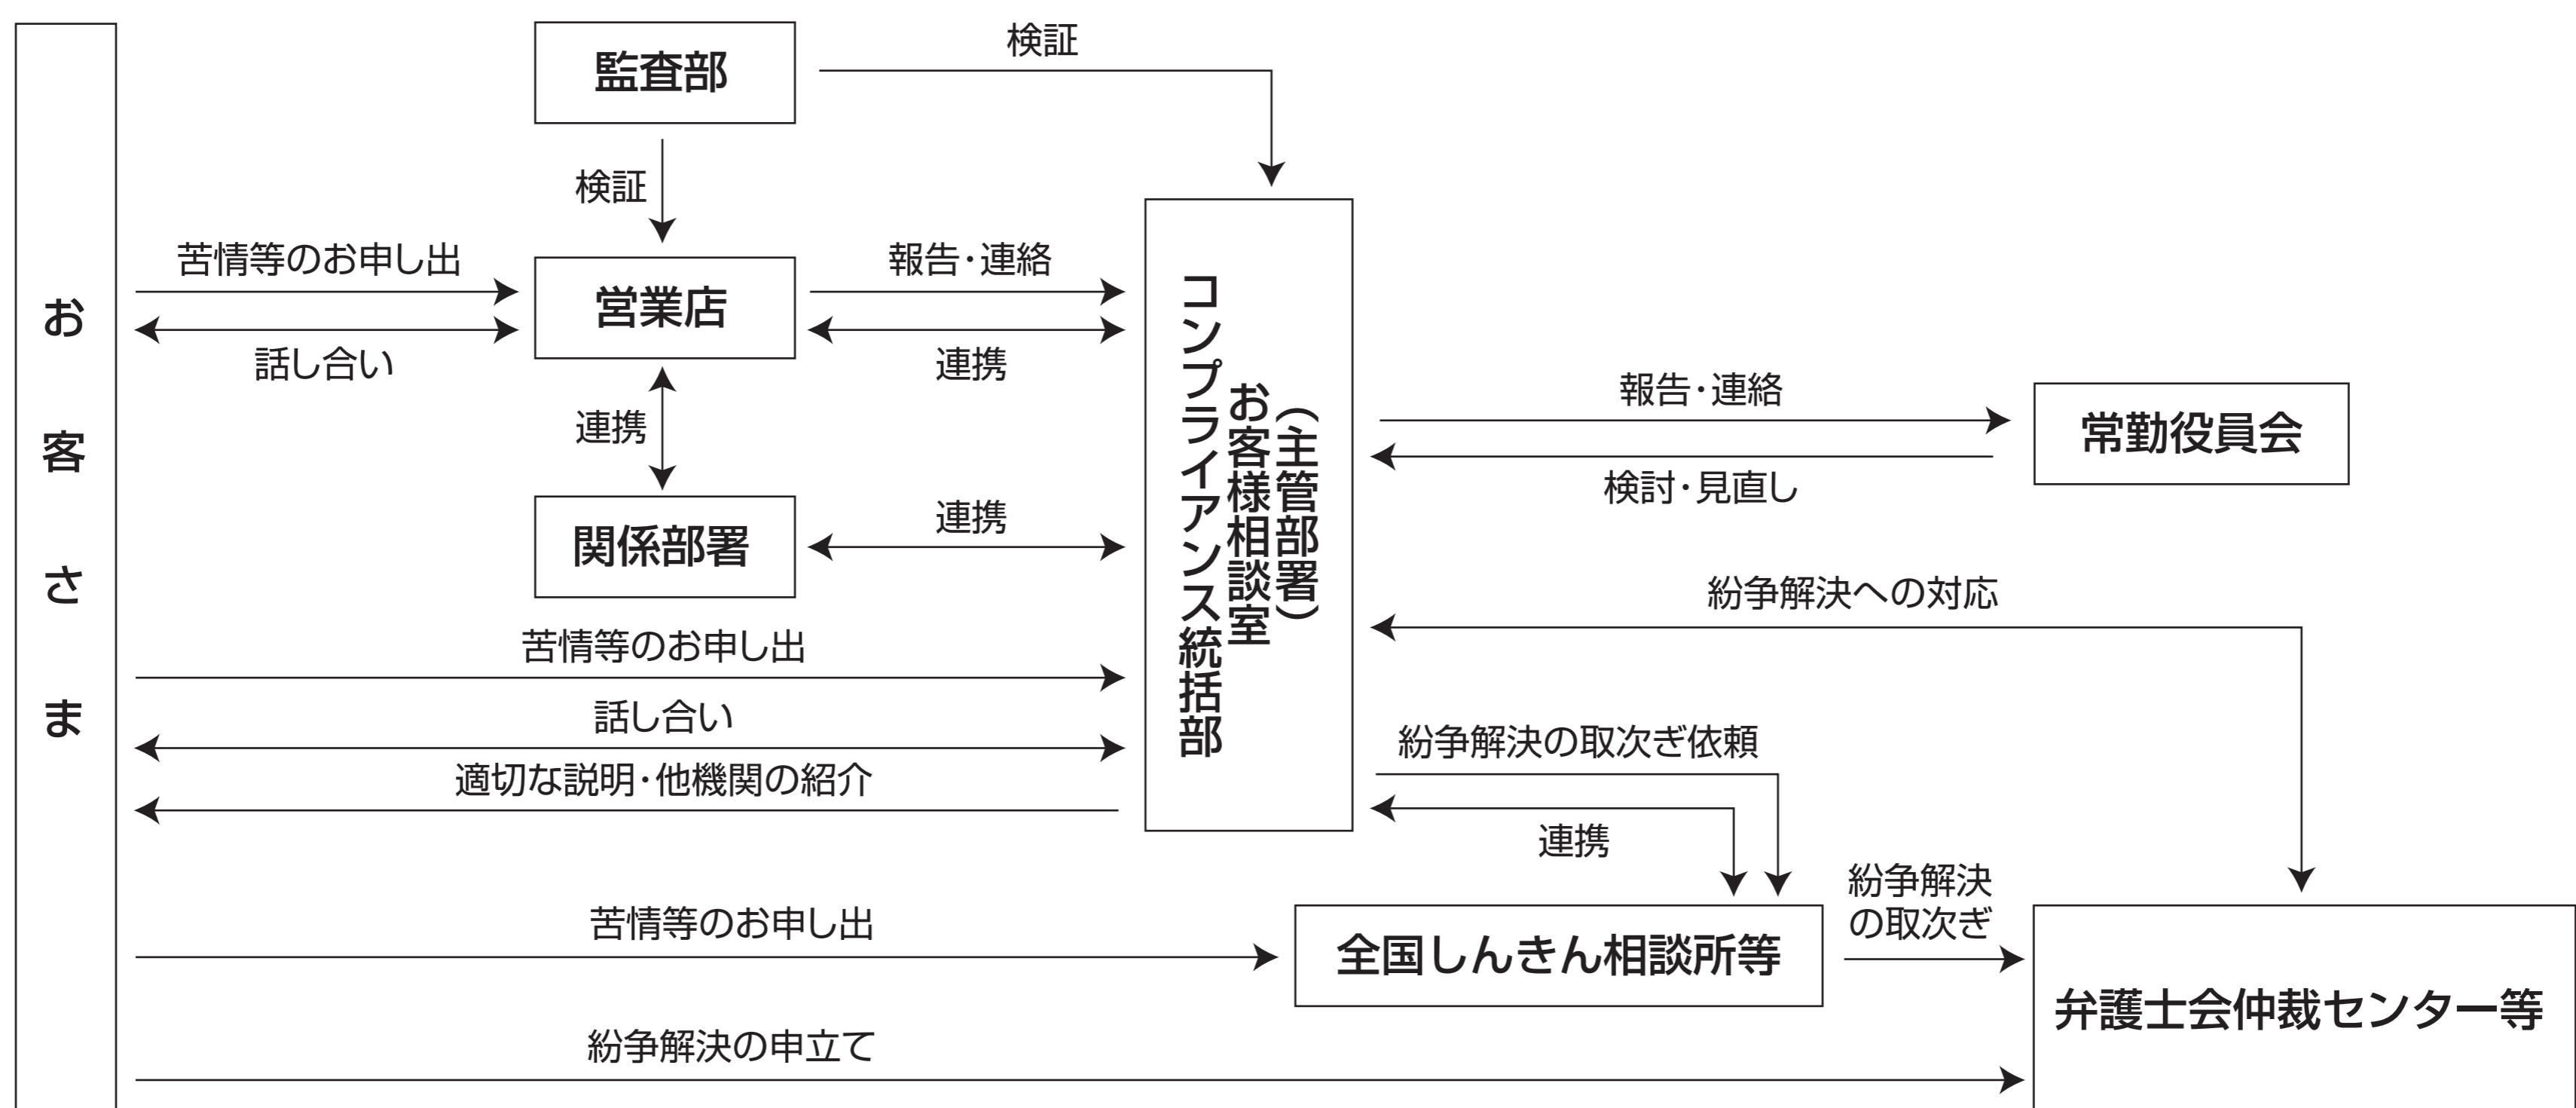 お客さま
監査部
検証
検証
苦情等のお申し出
話し合い
営業店
報告・連絡
連携
連携
関係部署
連携
コンプライアンス統括部
お客様相談室
（主管部署）
報告・連絡
検討・見直し
常勤役員会
紛争解決への対応
苦情等のお申し出
話し合い
適切な説明・他機関の紹介
紛争解決の取次ぎ依頼
連携
苦情等のお申し出
全国しんきん相談所等
紛争解決
の取次ぎ
弁護士会仲裁センター等
紛争解決の申立て